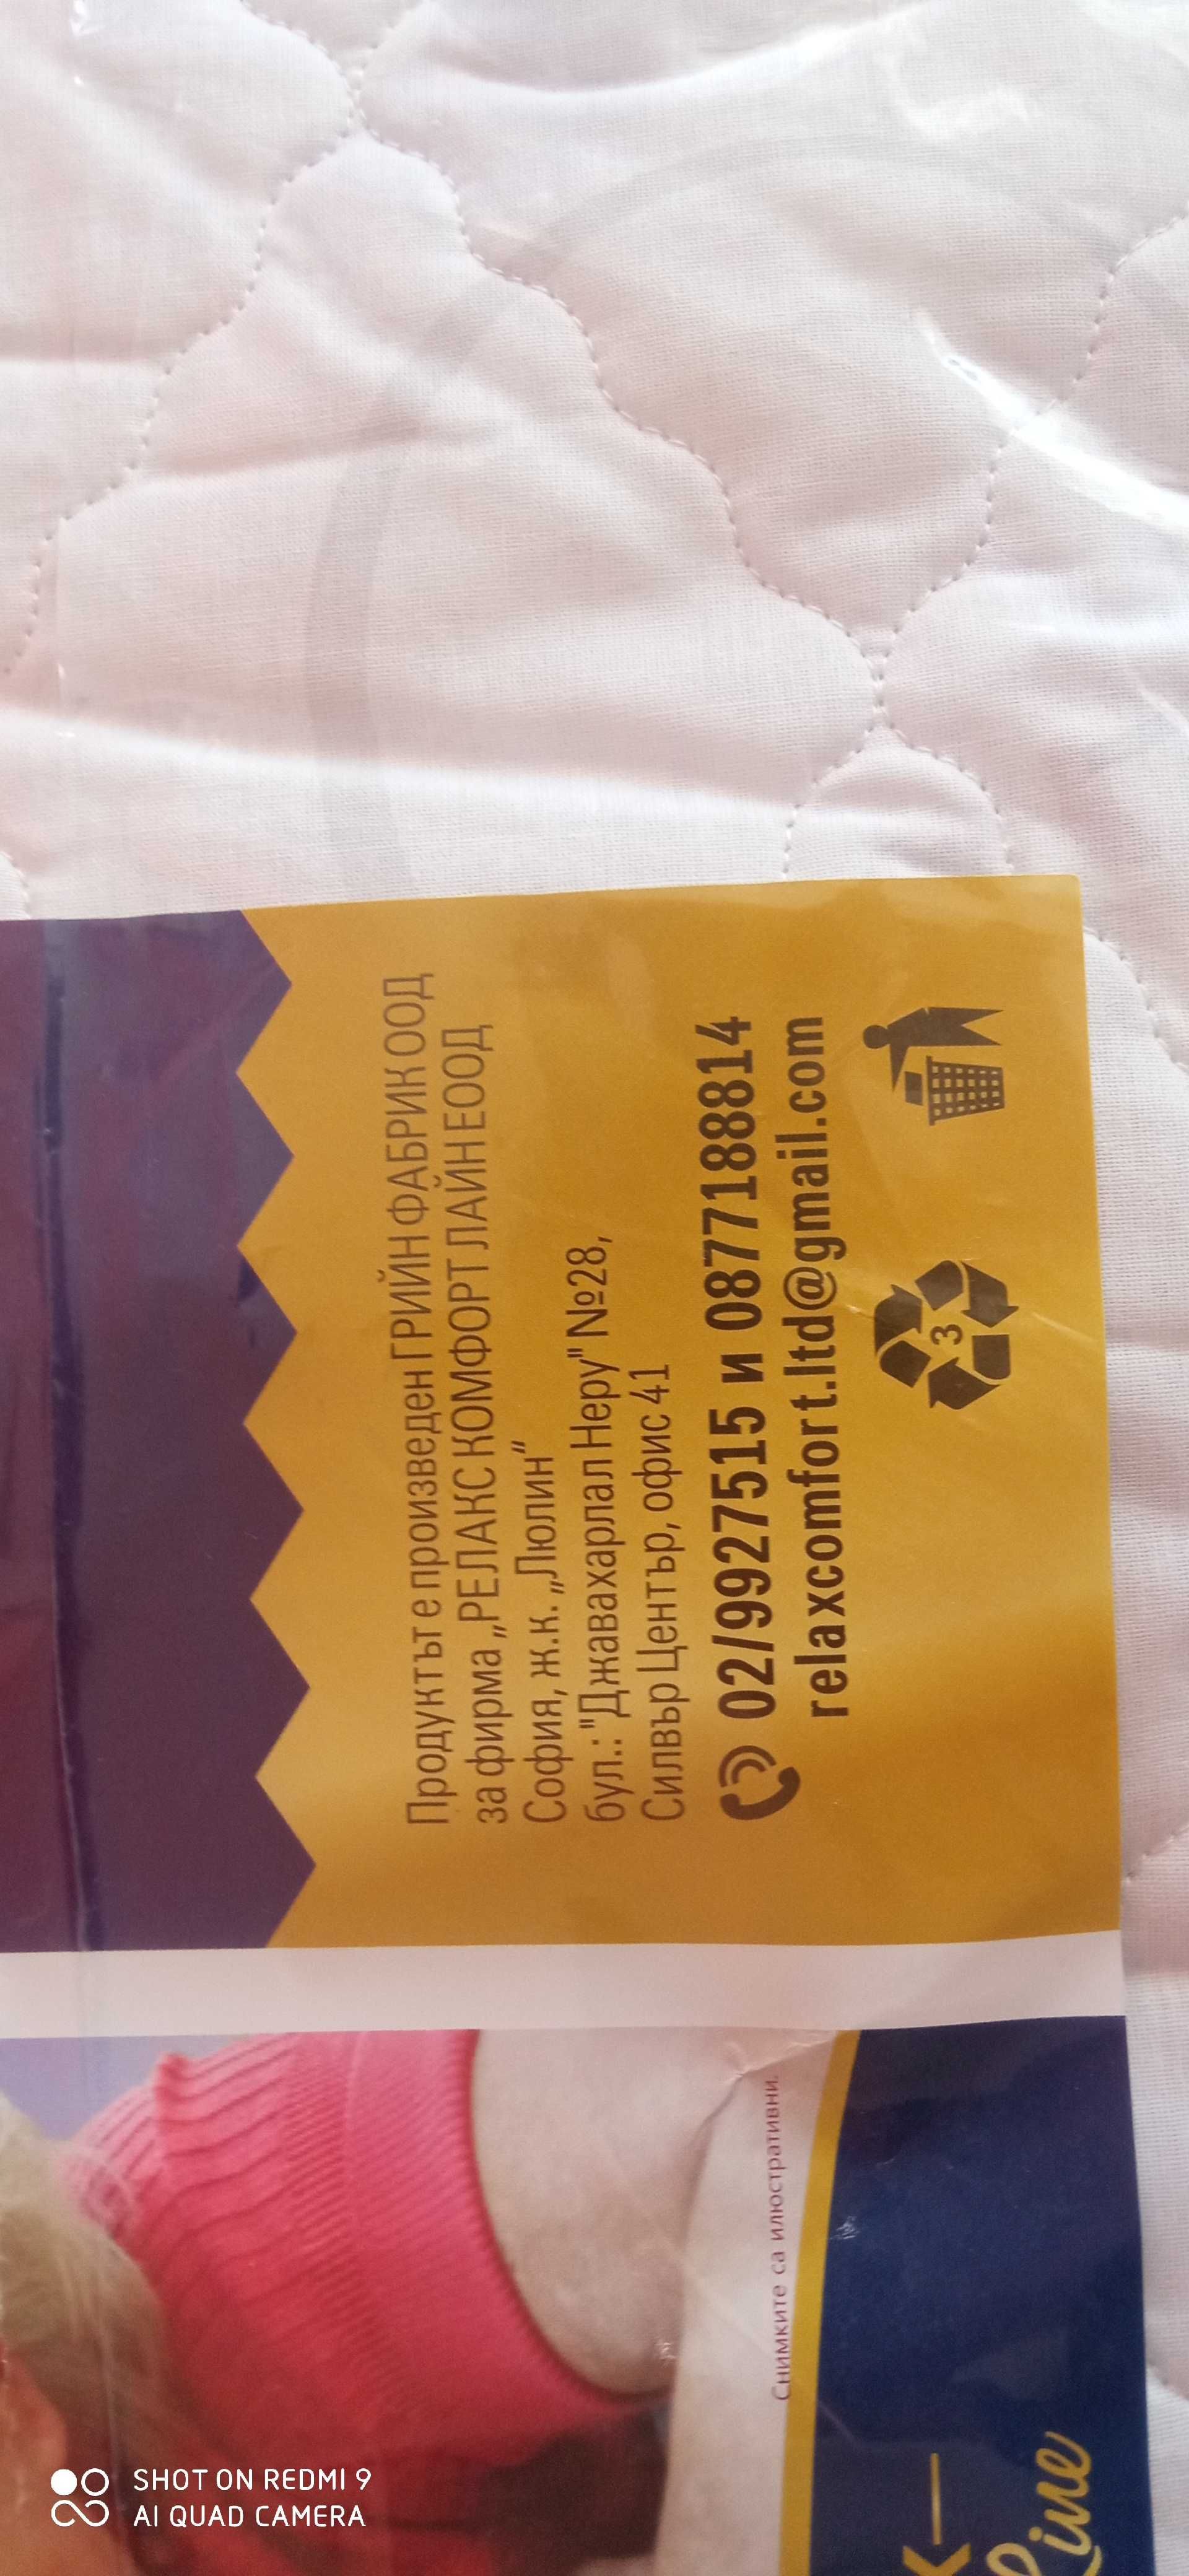 Продуктът е произведен ГРИЙН ФАБРИК ООД
за фирма „РЕЛАКС КОМФОРТ ЛАЙН ЕООД
София, ж.к. „Люлин“
бул.: "Джавахарлал Неру" №28,
Силвър Център, офис 41
02/9927515 и 0877188814
relaxcomfort.ltd@gmail.com
3
Снимките са илюстративни.
K
Line
SHOT ON REDMI 9
AI QUAD CAMERA